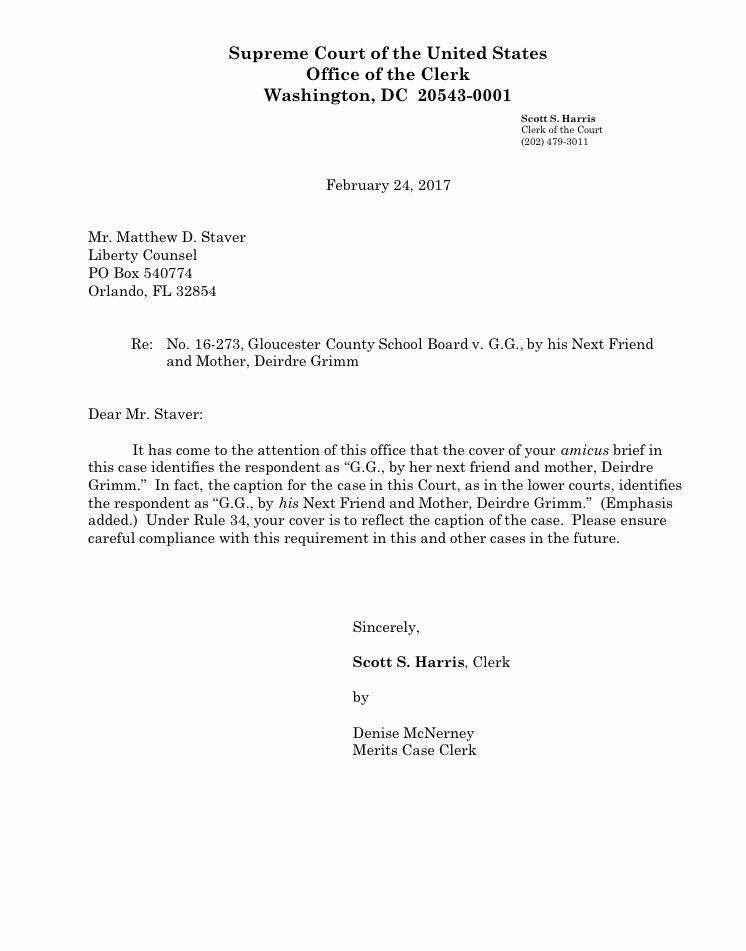 Supreme Court of the United States
Office of the Clerk
Washington, DC  20543-0001
Scott S. Harris
Clerk of the Court
(202) 479-3011
February 24, 2017
Mr. Matthew D. Staver
Liberty Counsel
PO Box 540774
Orlando, FL 32854
Re: No. 16-273, Gloucester County School Board v. G.G., by his Next Friend
and Mother, Deirdre Grimm
Dear Mr. Staver:
It has come to the attention of this office that the cover of your amicus brief in
this case identifies the respondent as “G.G., by her next friend and mother, Deirdre
Grimm.”  In fact, the caption for the case in this Court, as in the lower courts, identifies
the respondent as “G.G., by his Next Friend and Mother, Deirdre Grimm.”  (Emphasis
added.)  Under Rule 34, your cover is to reflect the caption of the case.  Please ensure
careful compliance with this requirement in this and other cases in the future.
Sincerely,
Scott S. Harris, Clerk
by
Denise McNerney
Merits Case Clerk